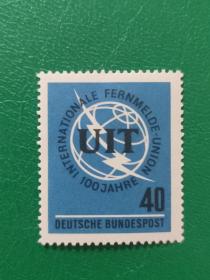 INTERNATIONALE FERNMELDE-UNION
UIT
100 JAHRE
40
DEUTSCHE BUNDESPOST